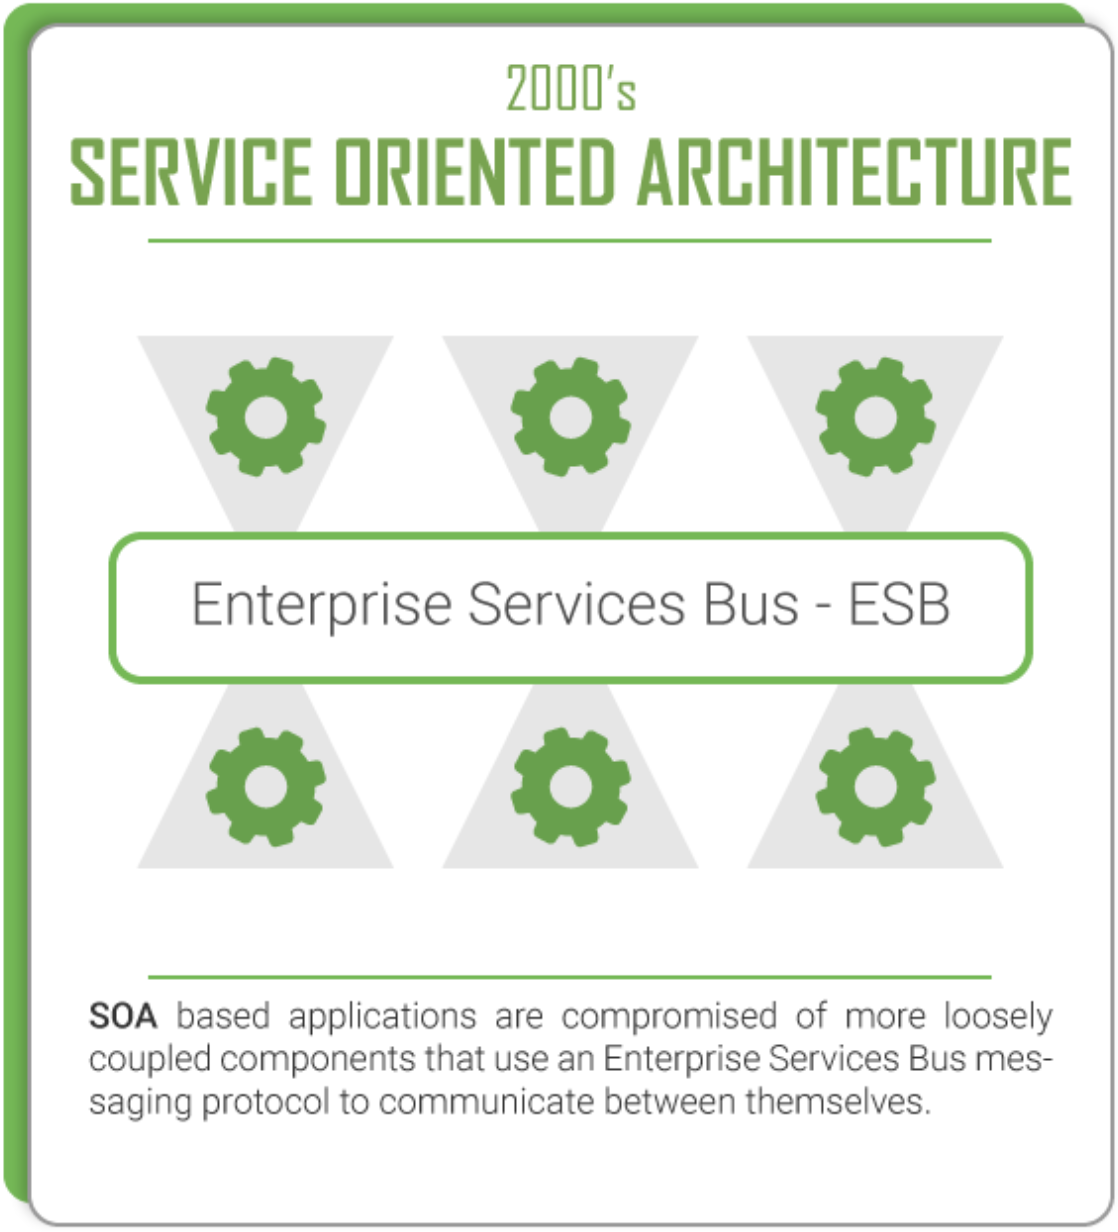 2000's
SERVICE ORIENTED ARCHITECTURE
Enterprise Services Bus - ESB
SOA based applications are compromised of more loosely
coupled components that use an Enterprise Services Bus mes-
saging protocol to communicate between themselves.